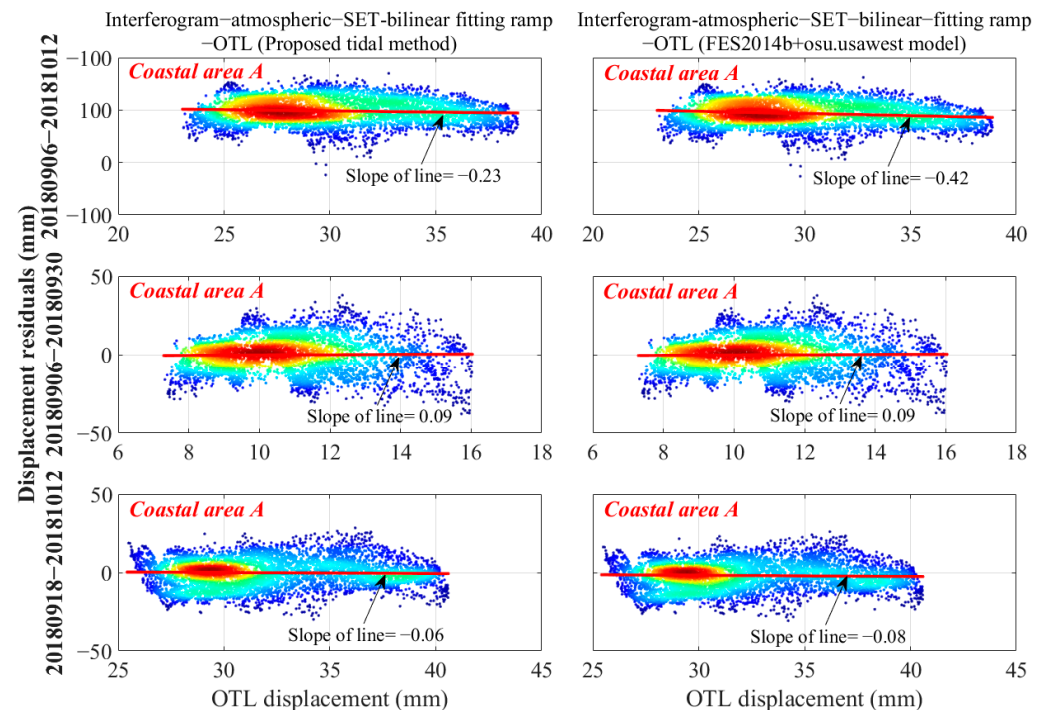 Interferogram−atmospheric−SET-bilinear fitting ramp
−OTL (Proposed tidal method)
Interferogram-atmospheric−SET−bilinear−fitting ramp
−OTL (FES2014b+osu.usawest model)
Displacement residuals (mm)
20180906−20181012
−100
100
0
−100
Coastal area A
Slope of line= −0.23
20 25 30 35 40
Coastal area A
Slope of line= −0.42
20 25 30 35 40
20180906−20180930
50
0
−50
Coastal area A
Slope of line= 0.09
6 8 10 12 14 16 18
Coastal area A
Slope of line= 0.09
6 8 10 12 14 16 18
20180918−20181012
50
0
−50
Coastal area A
Slope of line= −0.06
25 30 35 40 45
OTL displacement (mm)
Coastal area A
Slope of line= −0.08
25 30 35 40 45
OTL displacement (mm)